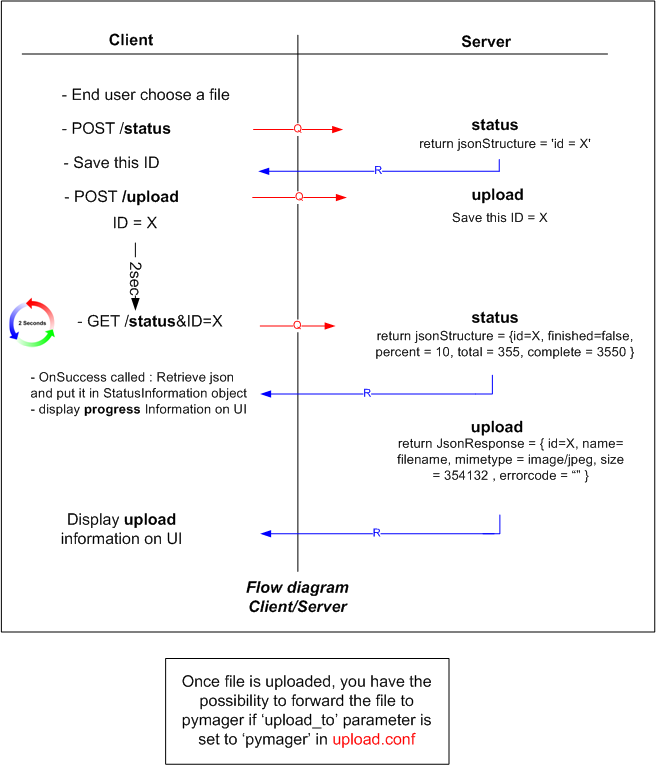 Client
Server
- End user choose a file
- POST /status
Q
status
return jsonStructure = 'id = X'
- Save this ID
R
- POST /upload
Q
upload
ID = X
Save this ID = X
2sec
2 Seconds
- GET /status&ID=X
Q
status
return jsonStructure = {id=X, finished=false,
percent = 10, total = 355, complete = 3550 }
- OnSuccess called : Retrieve json
and put it in StatusInformation object
- display progress Information on UI
R
upload
return JsonResponse = { id=X, name=
filename, mimetype = image/jpeg, size
= 354132 , errorcode = “” }
Display upload
information on UI
R
Flow diagram
Client/Server
Once file is uploaded, you have the
possibility to forward the file to
pymager if ‘upload_to’ parameter is
set to ‘pymager’ in upload.conf